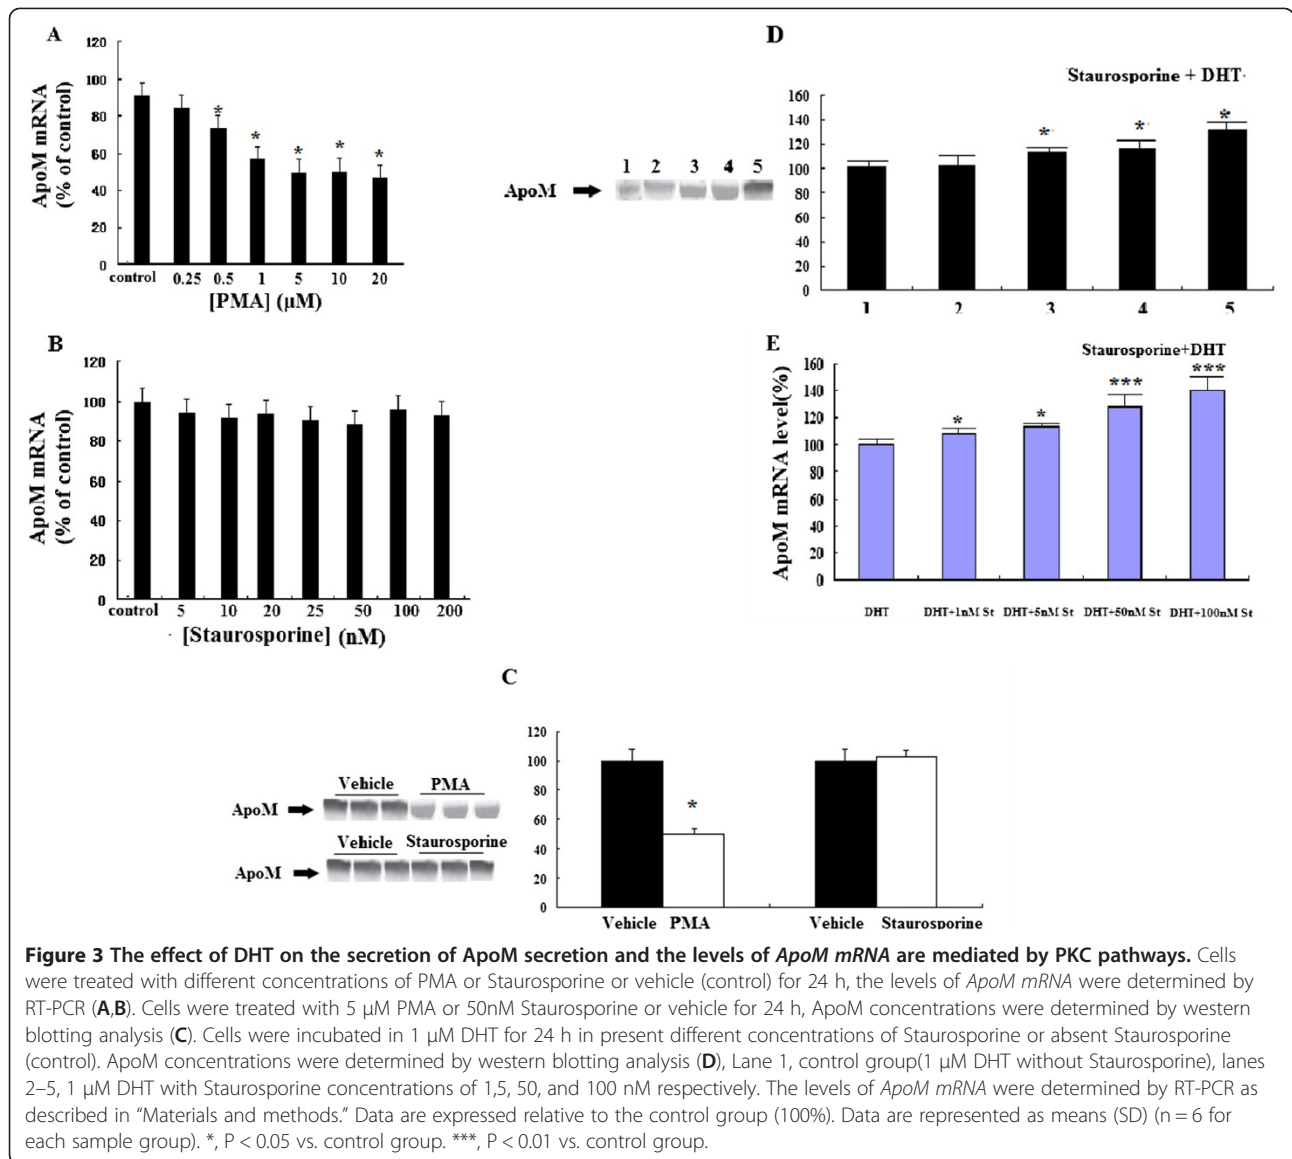 A
ApoM mRNA
(% of control)
120
100
80
60
40
20
0
* * * * *
control 0.25 0.5 1 5 10 20
[PMA] (μM)
B
ApoM mRNA
(% of control)
120
100
80
60
40
20
0
control 5 10 20 25 50 100 200
[Staurosporine] (nM)
D
1 2 3 4 5
ApoM
Staurosporine + DHT
160
140
120
100
80
60
40
20
0
* * *
1 2 3 4 5
E
Staurosporine+DHT
ApoM mRNA level(%)
160
140
120
100
80
60
40
20
0
* * *** ***
DHT DHT+1nM St DHT+5nM St DHT+50nM St DHT+100nM St
C
Vehicle PMA
ApoM
Vehicle Staurosporine
ApoM
120
100
80
60
40
20
0
*
Vehicle PMA Vehicle Staurosporine
Figure 3 The effect of DHT on the secretion of ApoM secretion and the levels of ApoM mRNA are mediated by PKC pathways. Cells
were treated with different concentrations of PMA or Staurosporine or vehicle (control) for 24 h, the levels of ApoM mRNA were determined by
RT-PCR (A,B). Cells were treated with 5 μM PMA or 50nM Staurosporine or vehicle for 24 h, ApoM concentrations were determined by western
blotting analysis (C). Cells were incubated in 1 μM DHT for 24 h in present different concentrations of Staurosporine or absent Staurosporine
(control). ApoM concentrations were determined by western blotting analysis (D), Lane 1, control group(1 μM DHT without Staurosporine), lanes
2–5, 1 μM DHT with Staurosporine concentrations of 1,5, 50, and 100 nM respectively. The levels of ApoM mRNA were determined by RT-PCR as
described in “Materials and methods.” Data are expressed relative to the control group (100%). Data are represented as means (SD) (n = 6 for
each sample group). *, P < 0.05 vs. control group. ***, P < 0.01 vs. control group.